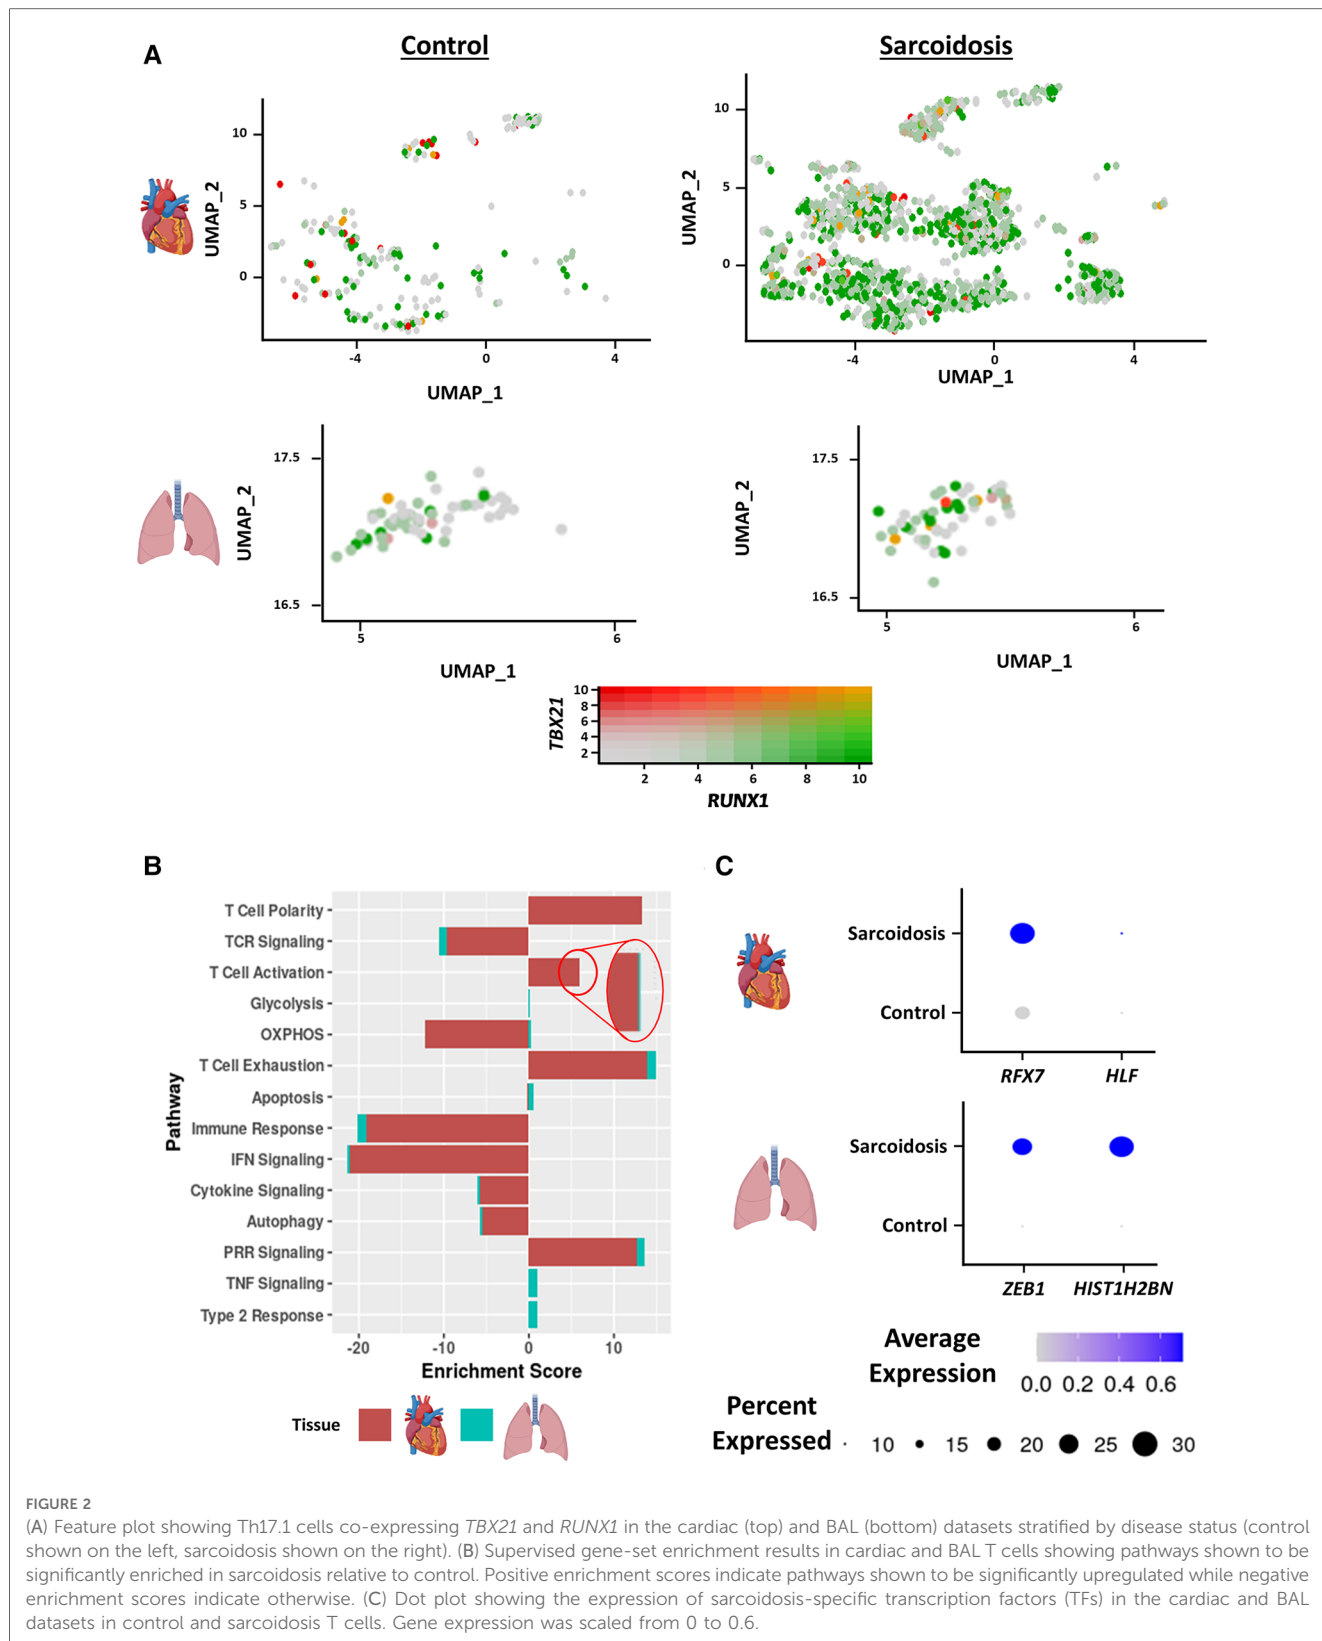 A
Control
Sarcoidosis
UMAP_2
10
5
0
-4
0
4
UMAP_1
UMAP_2
10
5
0
-4
0
4
UMAP_1
UMAP_2
17.5
16.5
5
6
UMAP_1
UMAP_2
17.5
16.5
5
6
UMAP_1
TBX21
10
8
6
4
2
2
4
6
8
10
RUNX1
B
Pathway
T Cell Polarity
TCR Signaling
T Cell Activation
Glycolysis
OXPHOS
T Cell Exhaustion
Apoptosis
Immune Response
IFN Signaling
Cytokine Signaling
Autophagy
PRR Signaling
TNF Signaling
Type 2 Response
-20
-10
0
10
Enrichment Score
Tissue
C
Sarcoidosis
Control
RFX7
HLF
Sarcoidosis
Control
ZEB1
HIST1H2BN
Average
Expression
0.0 0.2 0.4 0.6
Percent
Expressed
10 15 20 25 30
FIGURE 2
(A) Feature plot showing Th17.1 cells co-expressing TBX21 and RUNX1 in the cardiac (top) and BAL (bottom) datasets stratified by disease status (control
shown on the left, sarcoidosis shown on the right). (B) Supervised gene-set enrichment results in cardiac and BAL T cells showing pathways shown to be
significantly enriched in sarcoidosis relative to control. Positive enrichment scores indicate pathways shown to be significantly upregulated while negative
enrichment scores indicate otherwise. (C) Dot plot showing the expression of sarcoidosis-specific transcription factors (TFs) in the cardiac and BAL
datasets in control and sarcoidosis T cells. Gene expression was scaled from 0 to 0.6.